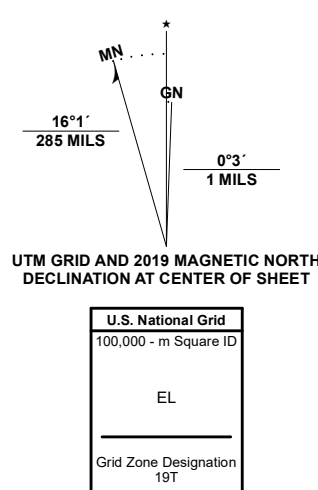 ★
MN
GN
16°1´
285 MILS
0°3´
1 MILS
UTM GRID AND 2019 MAGNETIC NORTH
DECLINATION AT CENTER OF SHEET
U.S. National Grid
100,000 - m Square ID
EL
Grid Zone Designation
19T